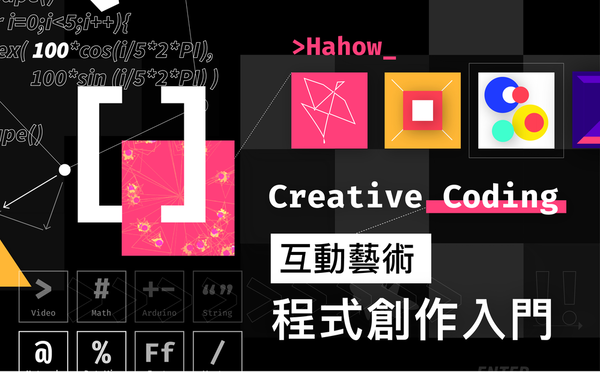 r i=0;i<5;i++){
ex( 100*cos(i/5*2*PI),
100*sin (i/5*2*PI) )
ape()
>Hahow_
[ ]
Creative Coding
互動藝術
程式創作入門
> # +- “”
Video Math Arduino String
@ % Ff /
!!
ENTER